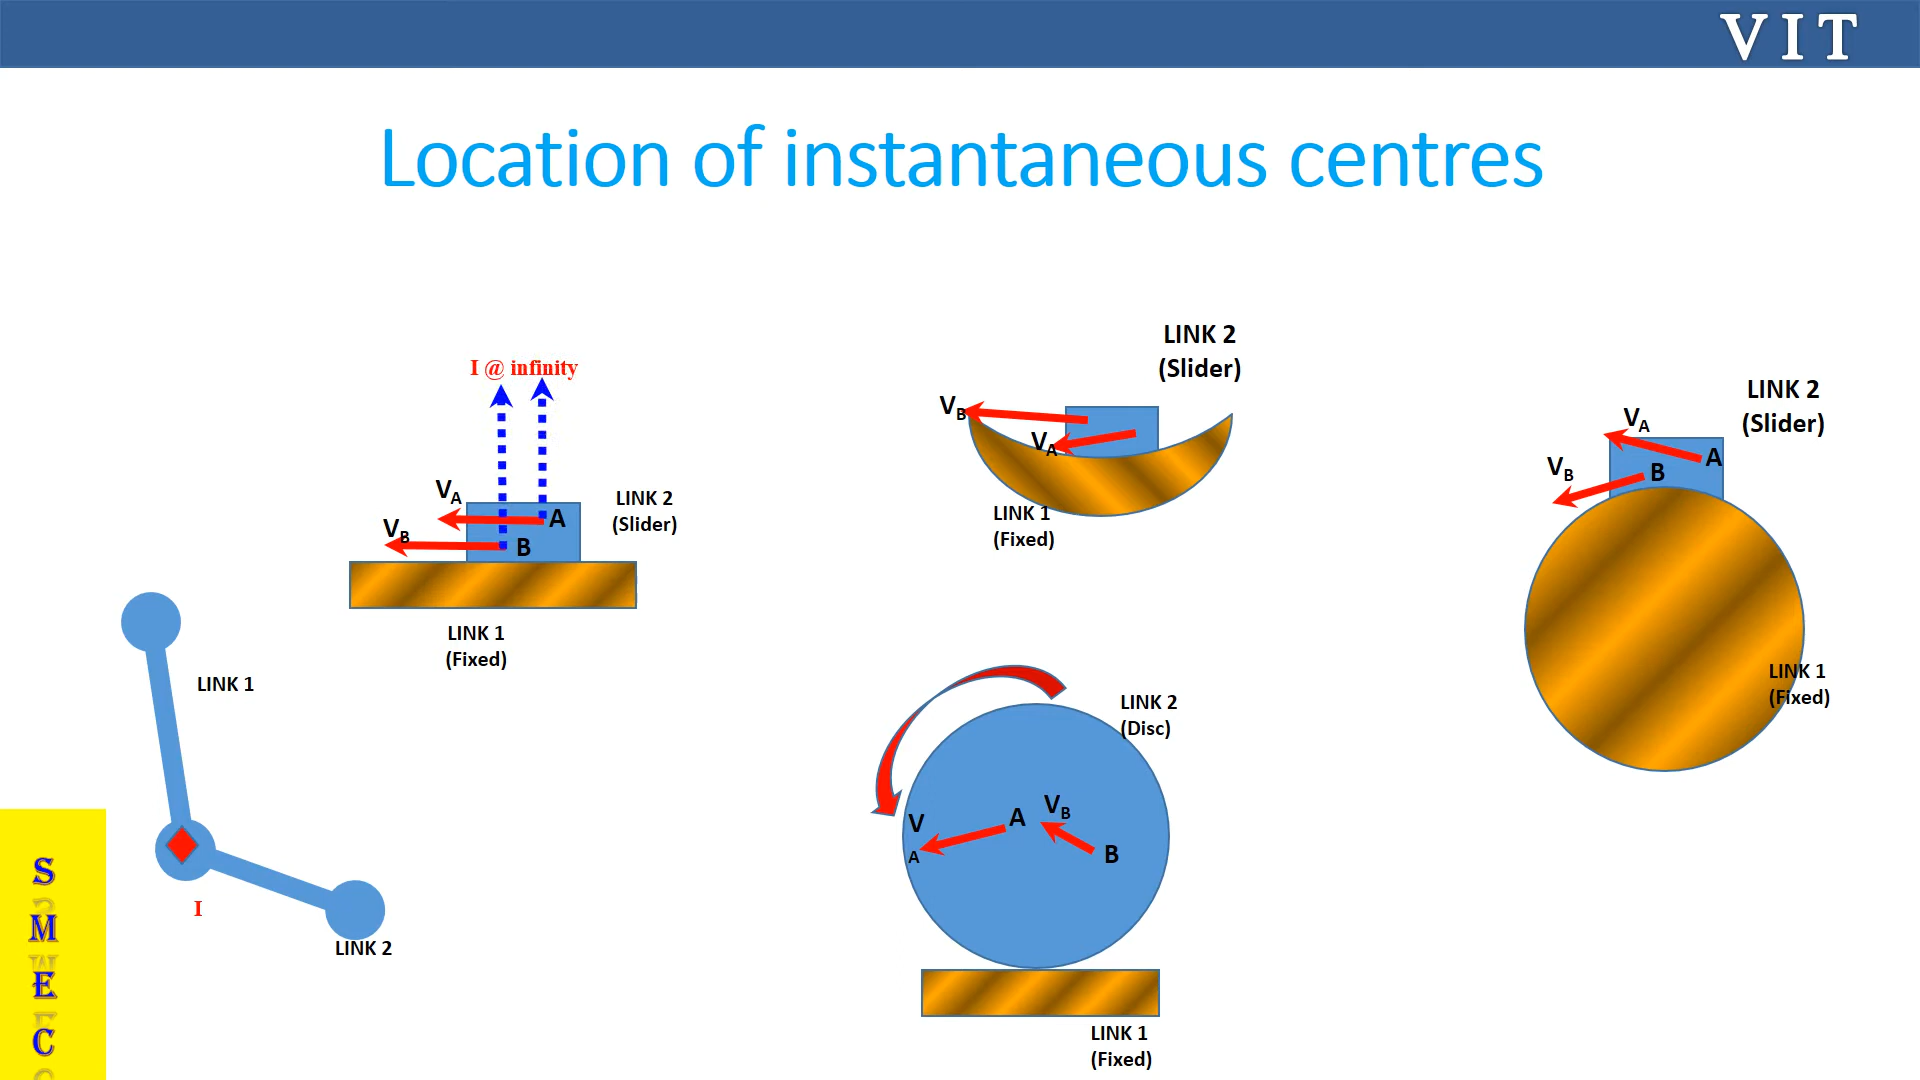 VIT
Location of instantaneous centres
I @ infinity
VA
VB
A
B
LINK 2
(Slider)
LINK 1
(Fixed)
LINK 2
(Slider)
VB
VA
LINK 1
(Fixed)
LINK 2
(Slider)
VA
VB
A
B
LINK 1
(Fixed)
LINK 1
I
LINK 2
LINK 2
(Disc)
V
A
A
VB
B
LINK 1
(Fixed)
S
M
E
C